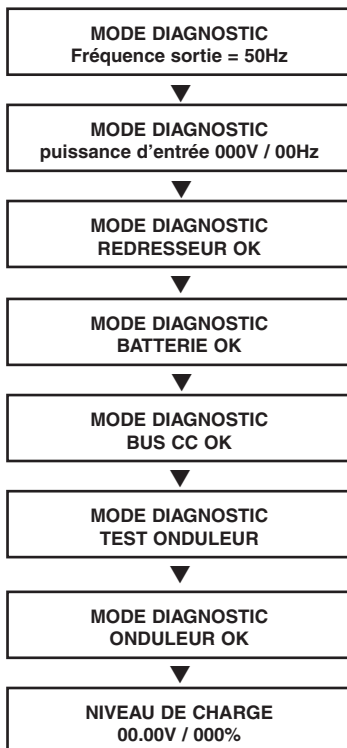 MODE DIAGNOSTIC
Fréquence sortie = 50Hz
MODE DIAGNOSTIC
puissance d'entrée 000V / 00Hz
MODE DIAGNOSTIC
REDRESSEUR OK
MODE DIAGNOSTIC
BATTERIE OK
MODE DIAGNOSTIC
BUS CC OK
MODE DIAGNOSTIC
TEST ONDULEUR
MODE DIAGNOSTIC
ONDULEUR OK
NIVEAU DE CHARGE
00.00V / 000%